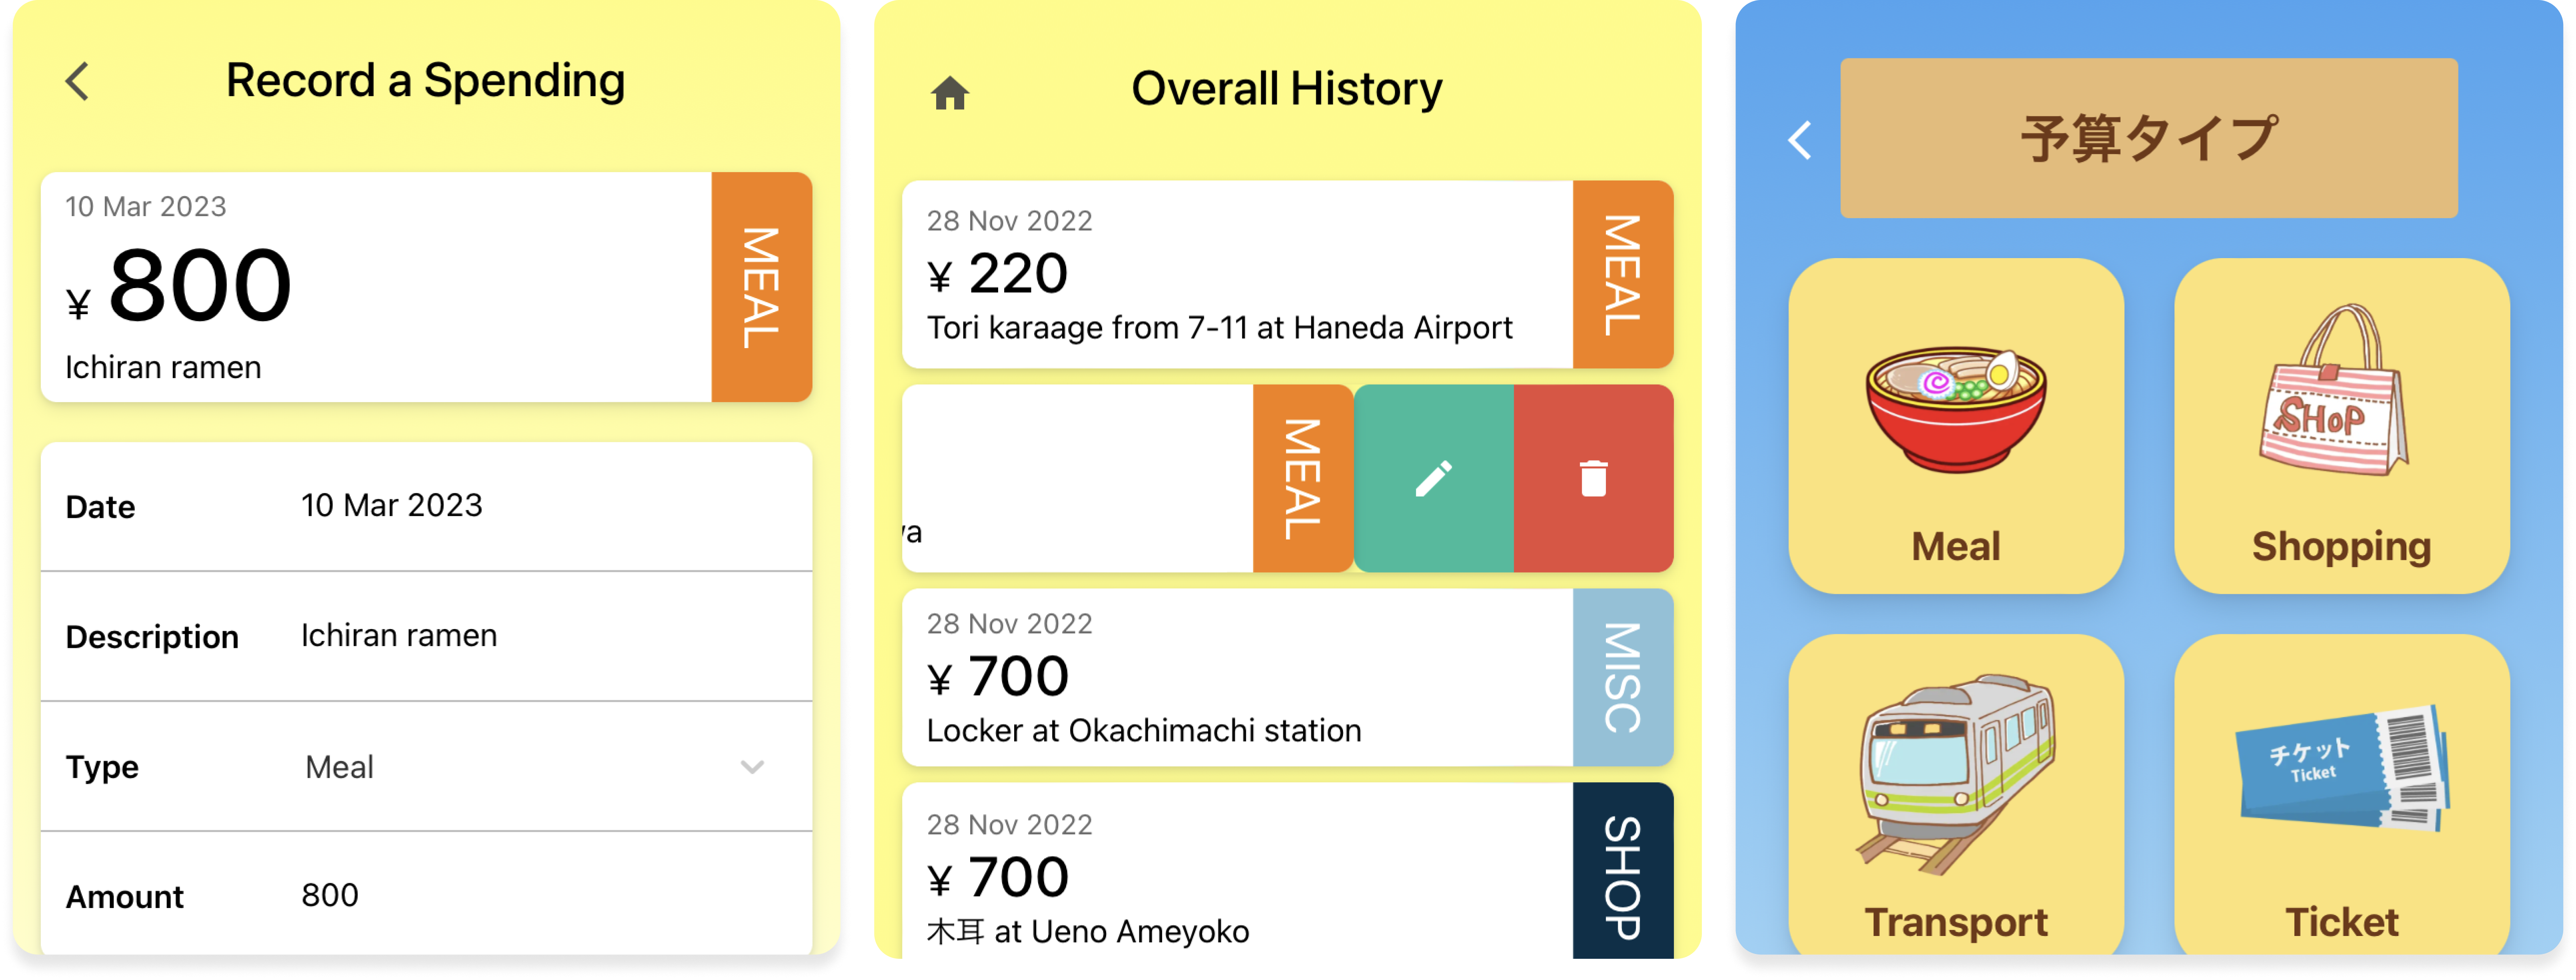 Record a Spending
10 Mar 2023
¥ 800
Ichiran ramen
MEAL
Date 10 Mar 2023
Description Ichiran ramen
Type Meal
Amount 800
Overall History
28 Nov 2022
¥ 220
Tori karaage from 7-11 at Haneda Airport
MEAL
MEAL
28 Nov 2022
¥ 700
Locker at Okachimachi station
MISC
28 Nov 2022
¥ 700
木耳 at Ueno Ameyoko
SHOP
予算タイプ
SHOP
Meal
Shopping
チケット
Ticket
Transport
Ticket